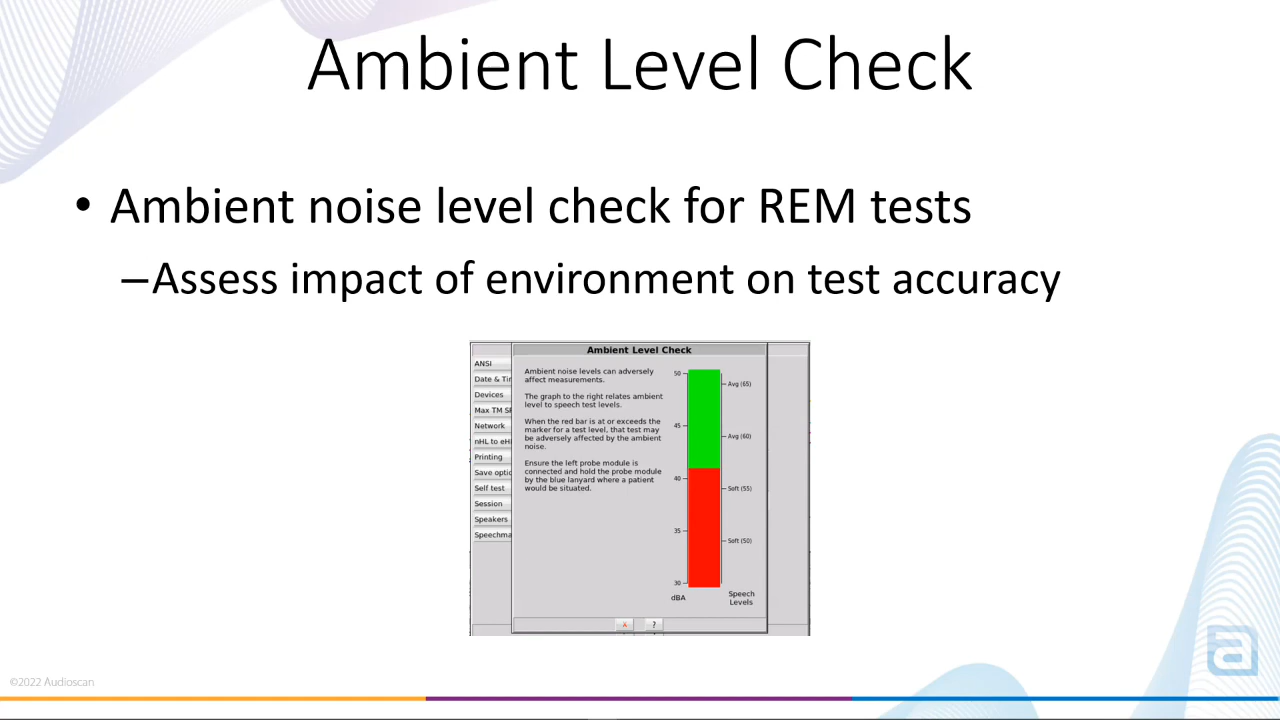 Ambient Level Check
• Ambient noise level check for REM tests
–Assess impact of environment on test accuracy
Ambient Level Check
ANSI
Date & Tir
Devices
Max TM SF
Network
nHL to eH
Printing
Save optic
Self test
Session
Speakers
Speechma
Ambient noise levels can adversely
affect measurements.
The graph to the right relates ambient
level to speech test levels.
When the red bar is at or exceeds the
marker for a test level, that test may
be adversely affected by the ambient
noise.
Ensure the left probe module is
connected and hold the probe module
by the blue lanyard where a patient
would be situated.
50
45
40
35
30
dBA
Avg (65)
Avg (60)
Soft (55)
Soft (50)
Speech
Levels
X
?
©2022 Audioscan
a